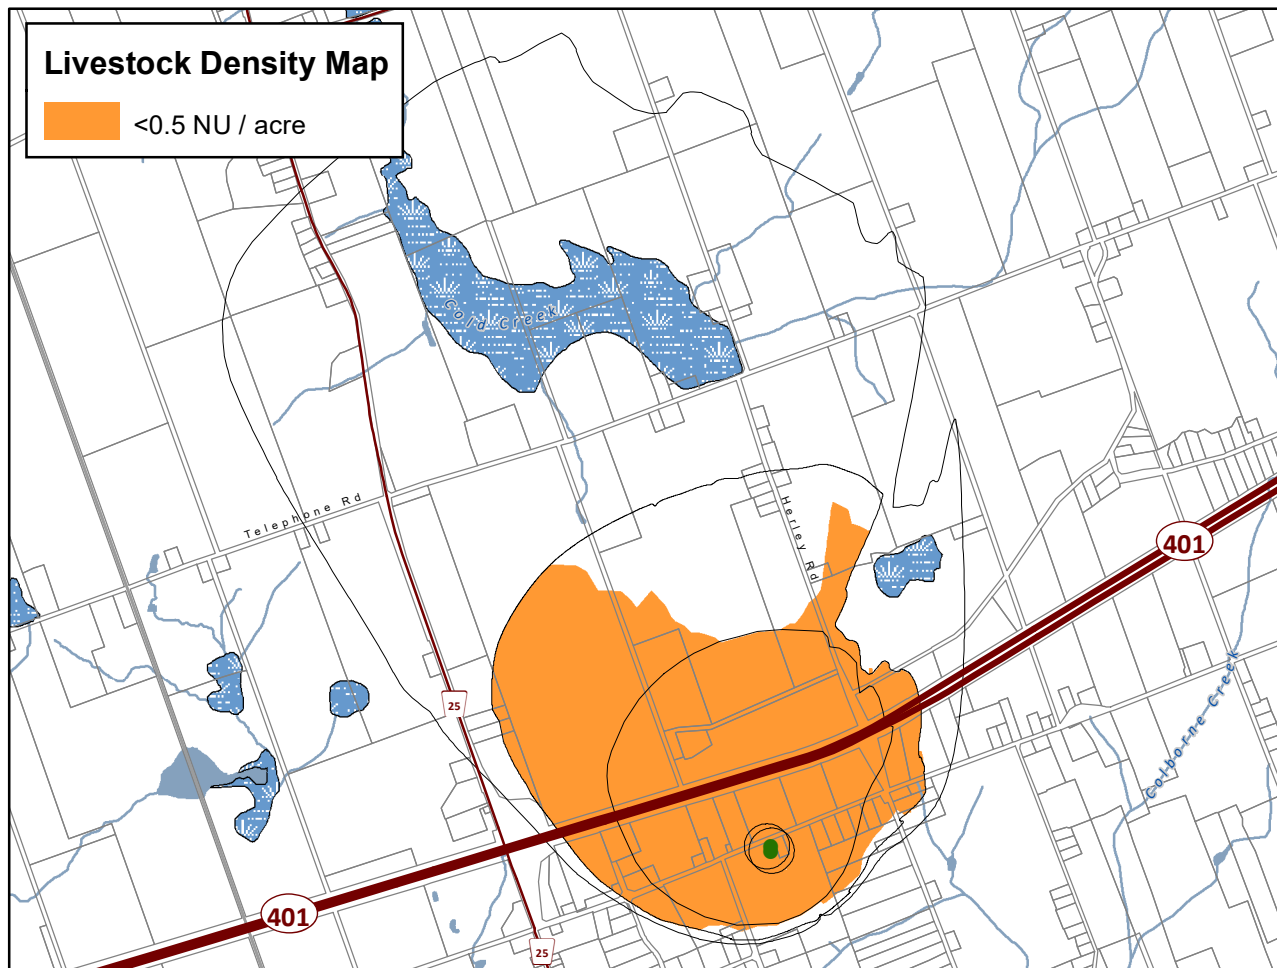 Livestock Density Map
<0.5 NU / acre
Cold Creek
Telephone Rd
Herley Rd
401
25
Colborne Creek
401
25